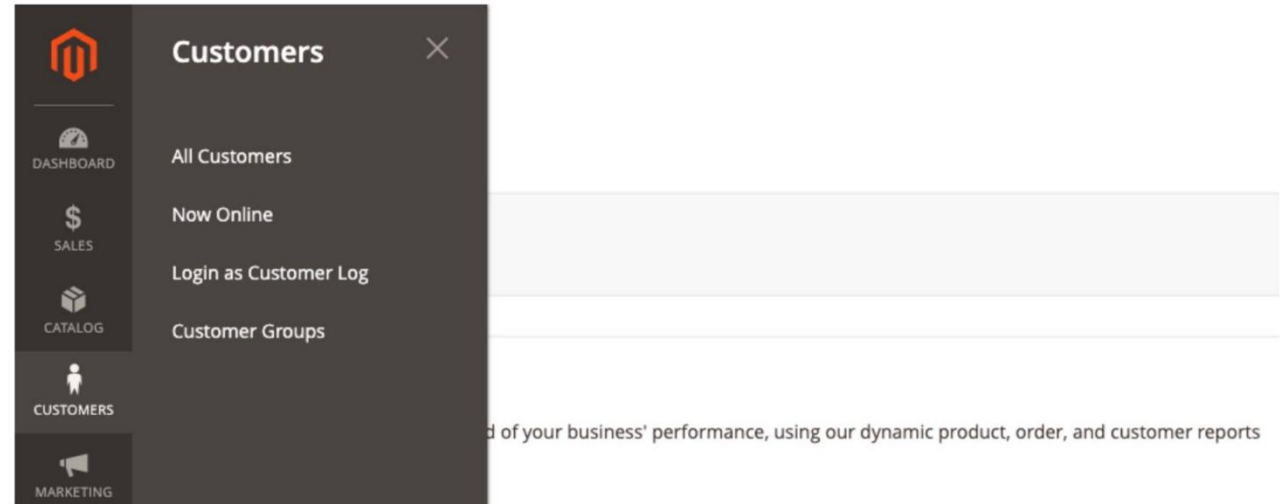 Customers
DASHBOARD
All Customers
SALES
Now Online
Login as Customer Log
CATALOG
Customer Groups
CUSTOMERS
of your business' performance, using our dynamic product, order, and customer reports
MARKETING